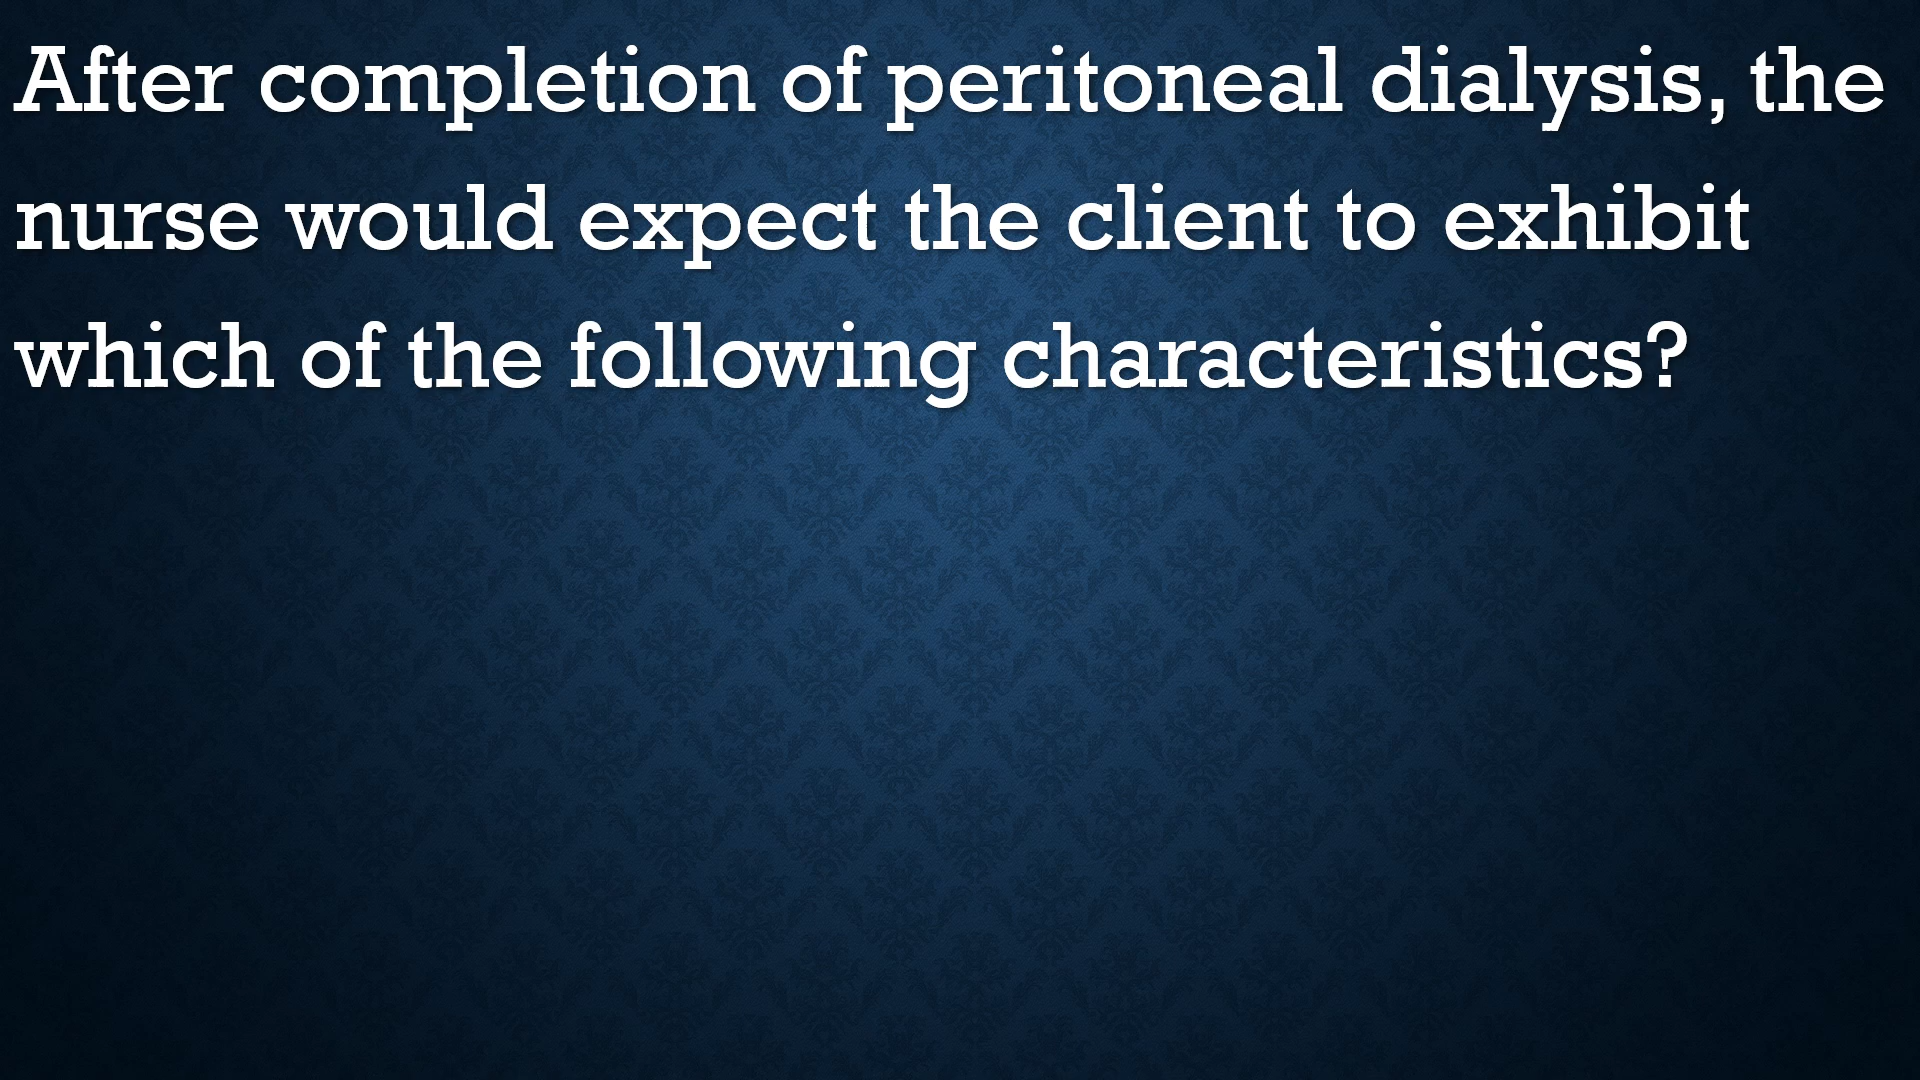 After completion of peritoneal dialysis, the
nurse would expect the client to exhibit
which of the following characteristics?